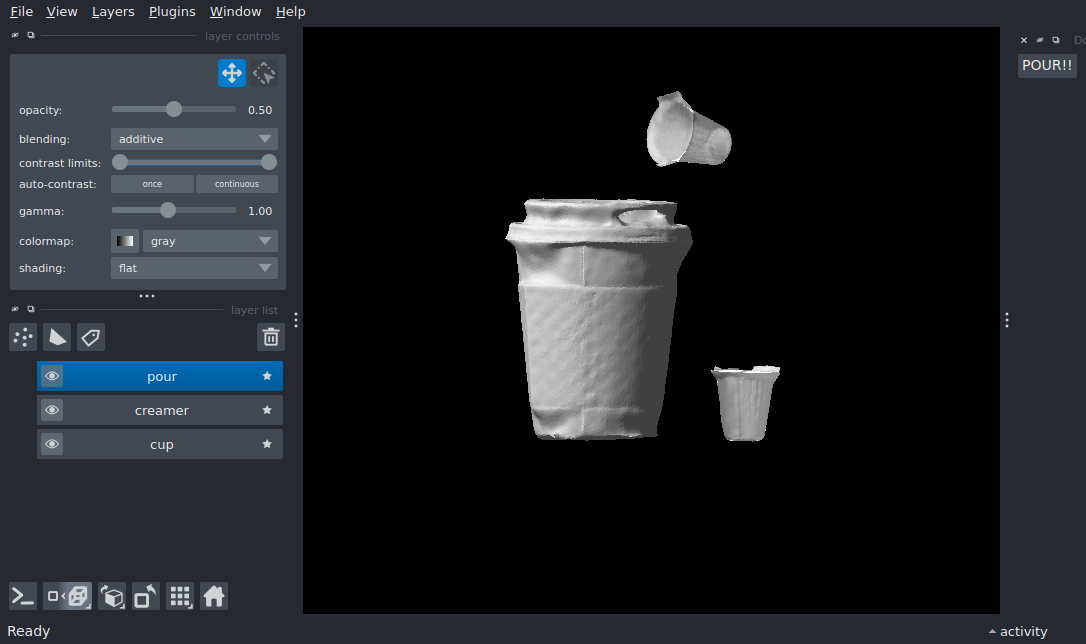 File View Layers Plugins Window Help
layer controls
opacity: 0.50
blending: additive
contrast limits:
auto-contrast: once continuous
gamma: 1.00
colormap: gray
shading: flat
layer list
pour
creamer
cup
Ready
Do
POUR!!
activity